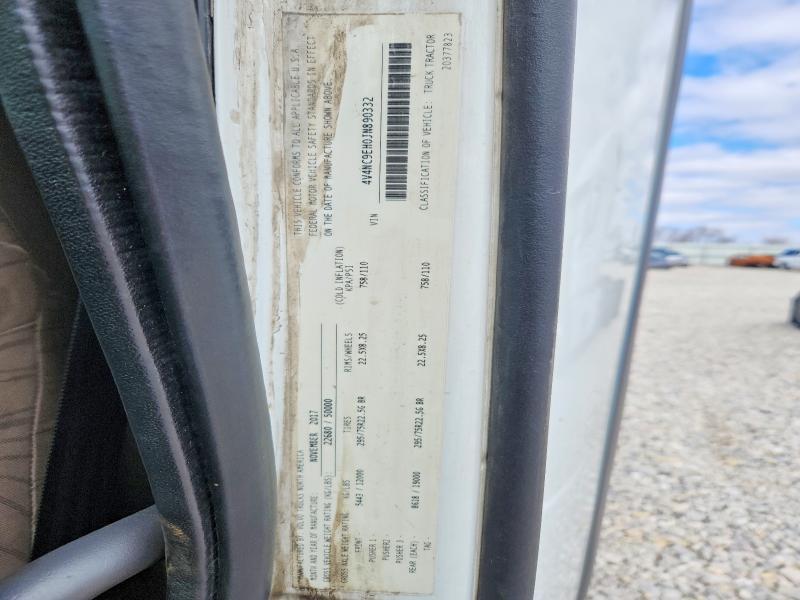 MANUFACTURED BY: VOLVO TRUCKS NORTH AMERICA
MONTH AND YEAR OF MANUFACTURE: NOVEMBER 2017
GROSS VEHICLE WEIGHT RATING (KG/LBS) 22680 / 50000
GROSS AXLE WEIGHT RATING KG/LBS TIRES RIMS/WHEELS (COLD INFLATION) KPA/PSI
FRONT 5443 / 12000 295/75R22.5G BR 22.5X8.25 758/110
PUSHER 1 -
PUSHER2
PUSHER 3 -
REAR (EACH) - 8618 / 19000 295/75R22.5G BR 22.5X8.25 758/110
TAG -
THIS VEHICLE CONFORMS TO ALL APPLICABLE U.S.A.
FEDERAL MOTOR VEHICLE SAFETY STANDARDS IN EFFECT
ON THE DATE OF MANUFACTURE SHOWN ABOVE.
4V4NC9EH0JN890332
VIN
CLASSIFICATION OF VEHICLE: TRUCK TRACTOR
20377823